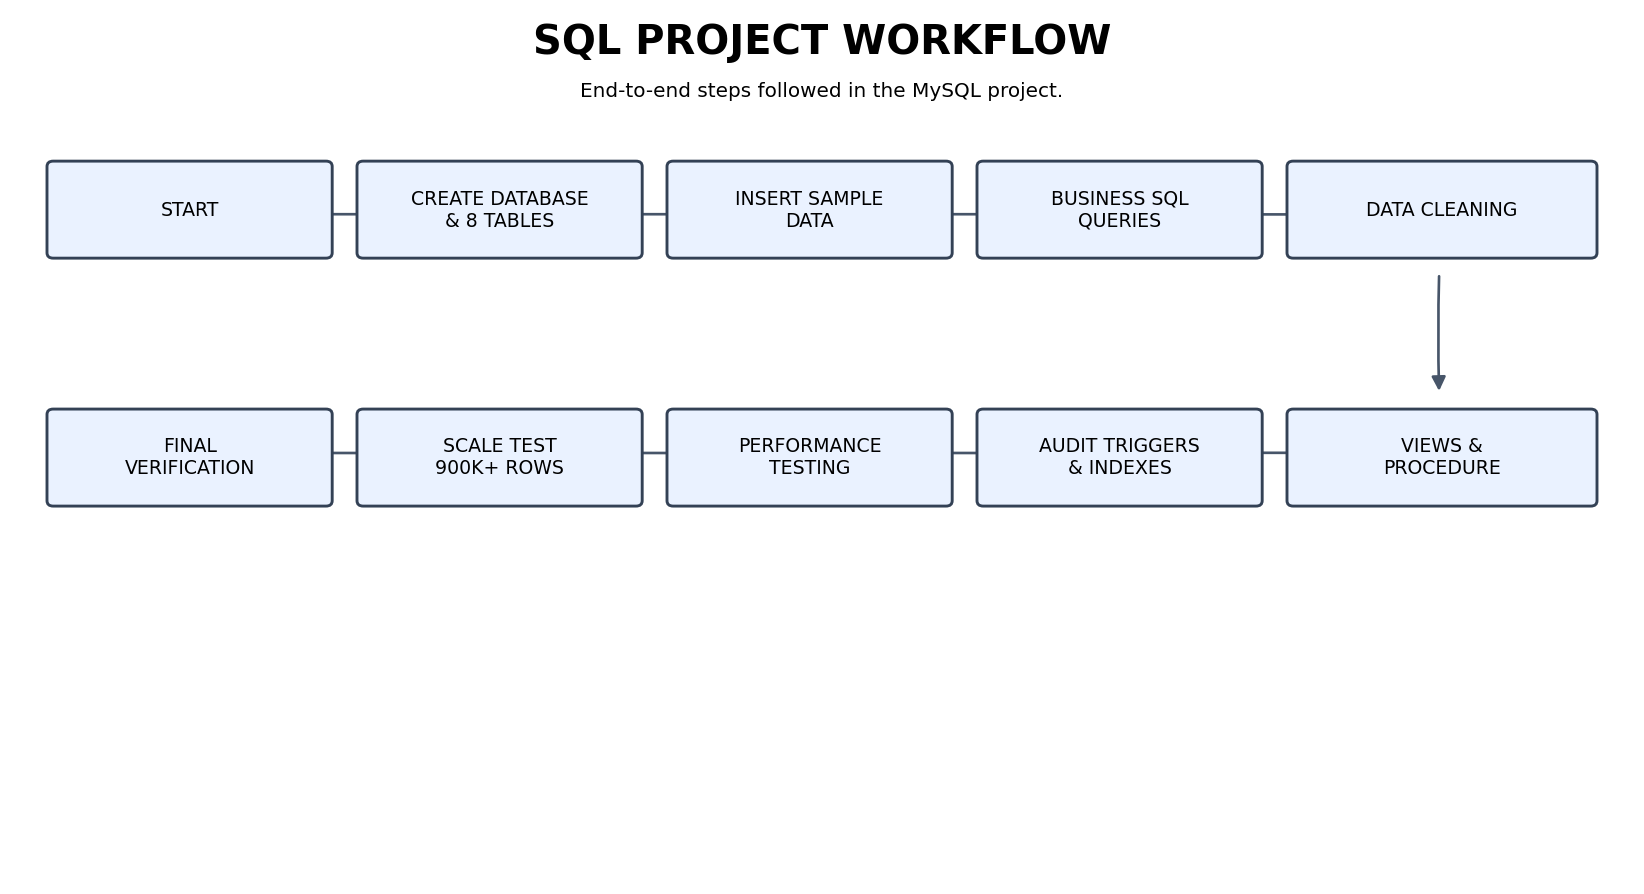 SQL PROJECT WORKFLOW
End-to-end steps followed in the MySQL project.
START
CREATE DATABASE
& 8 TABLES
INSERT SAMPLE
DATA
BUSINESS SQL
QUERIES
DATA CLEANING
FINAL
VERIFICATION
SCALE TEST
900K+ ROWS
PERFORMANCE
TESTING
AUDIT TRIGGERS
& INDEXES
VIEWS &
PROCEDURE